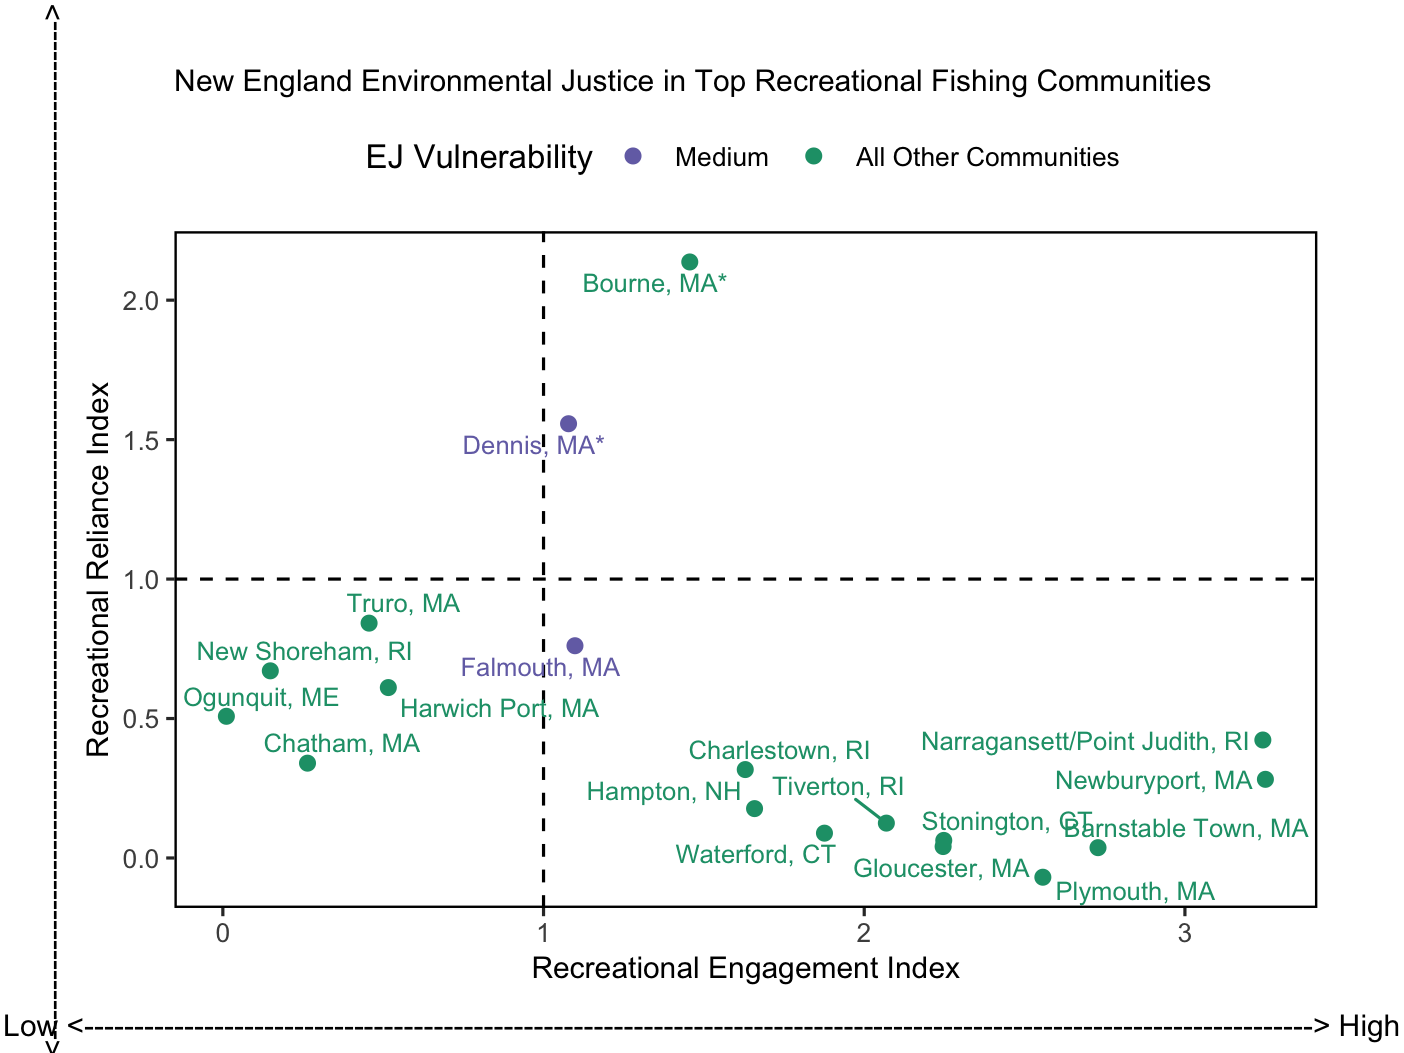 New England Environmental Justice in Top Recreational Fishing Communities
EJ Vulnerability Medium All Other Communities
Bourne, MA*
2.0
Dennis, MA*
1.5
1.0
Truro, MA
New Shoreham, RI
Falmouth, MA
Ogunquit, ME
Harwich Port, MA
0.5
Chatham, MA
Narragansett/Point Judith, RI
Charlestown, RI
Newburyport, MA
Tiverton, RI
Hampton, NH
Stonington, CT
Barnstable Town, MA
Waterford, CT
0.0
Gloucester, MA
Plymouth, MA
Recreational Reliance Index
0 1 2 3
Recreational Engagement Index
Low <--------------------> High